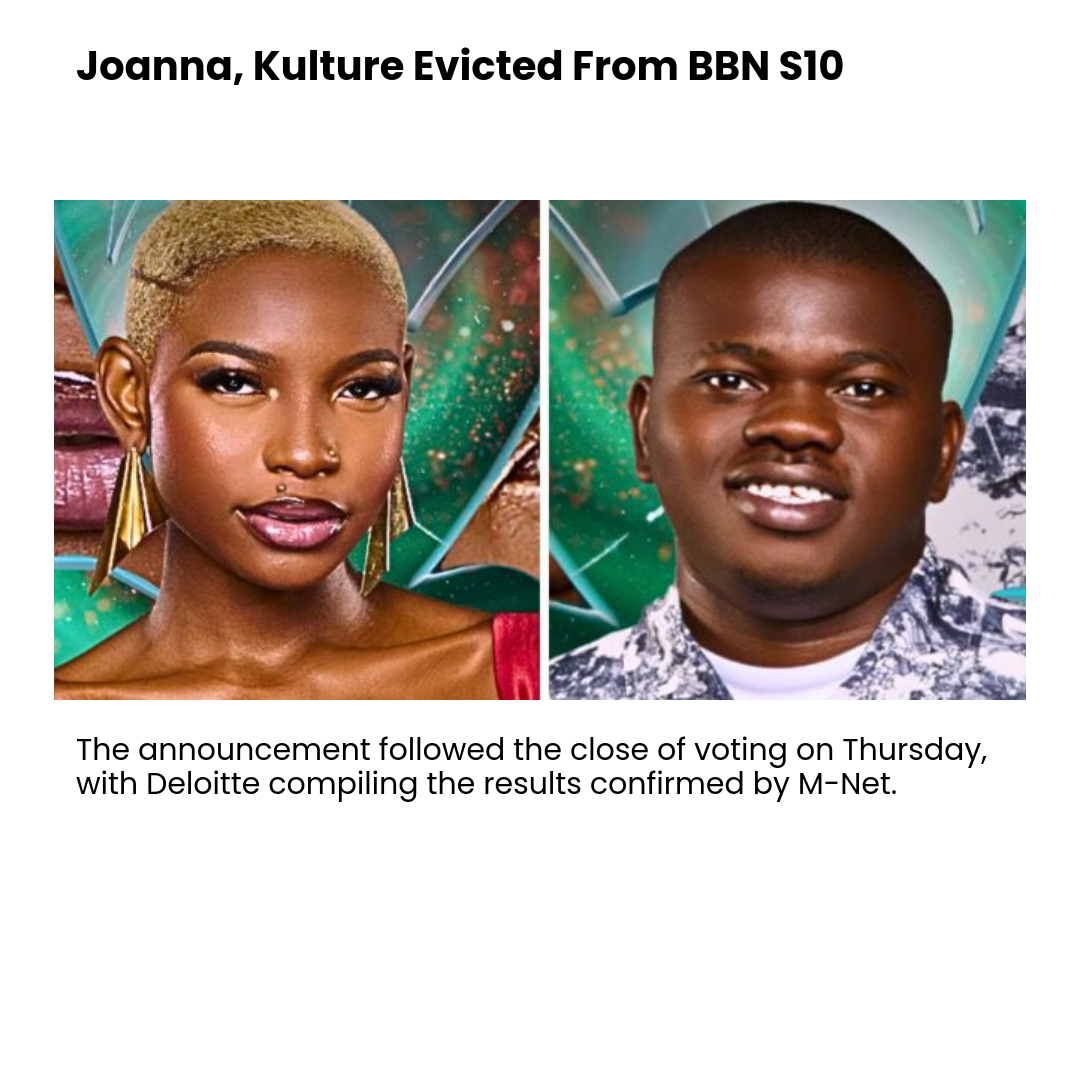 Joanna, Kulture Evicted From BBN S10
The announcement followed the close of voting on Thursday,
with Deloitte compiling the results confirmed by M-Net.